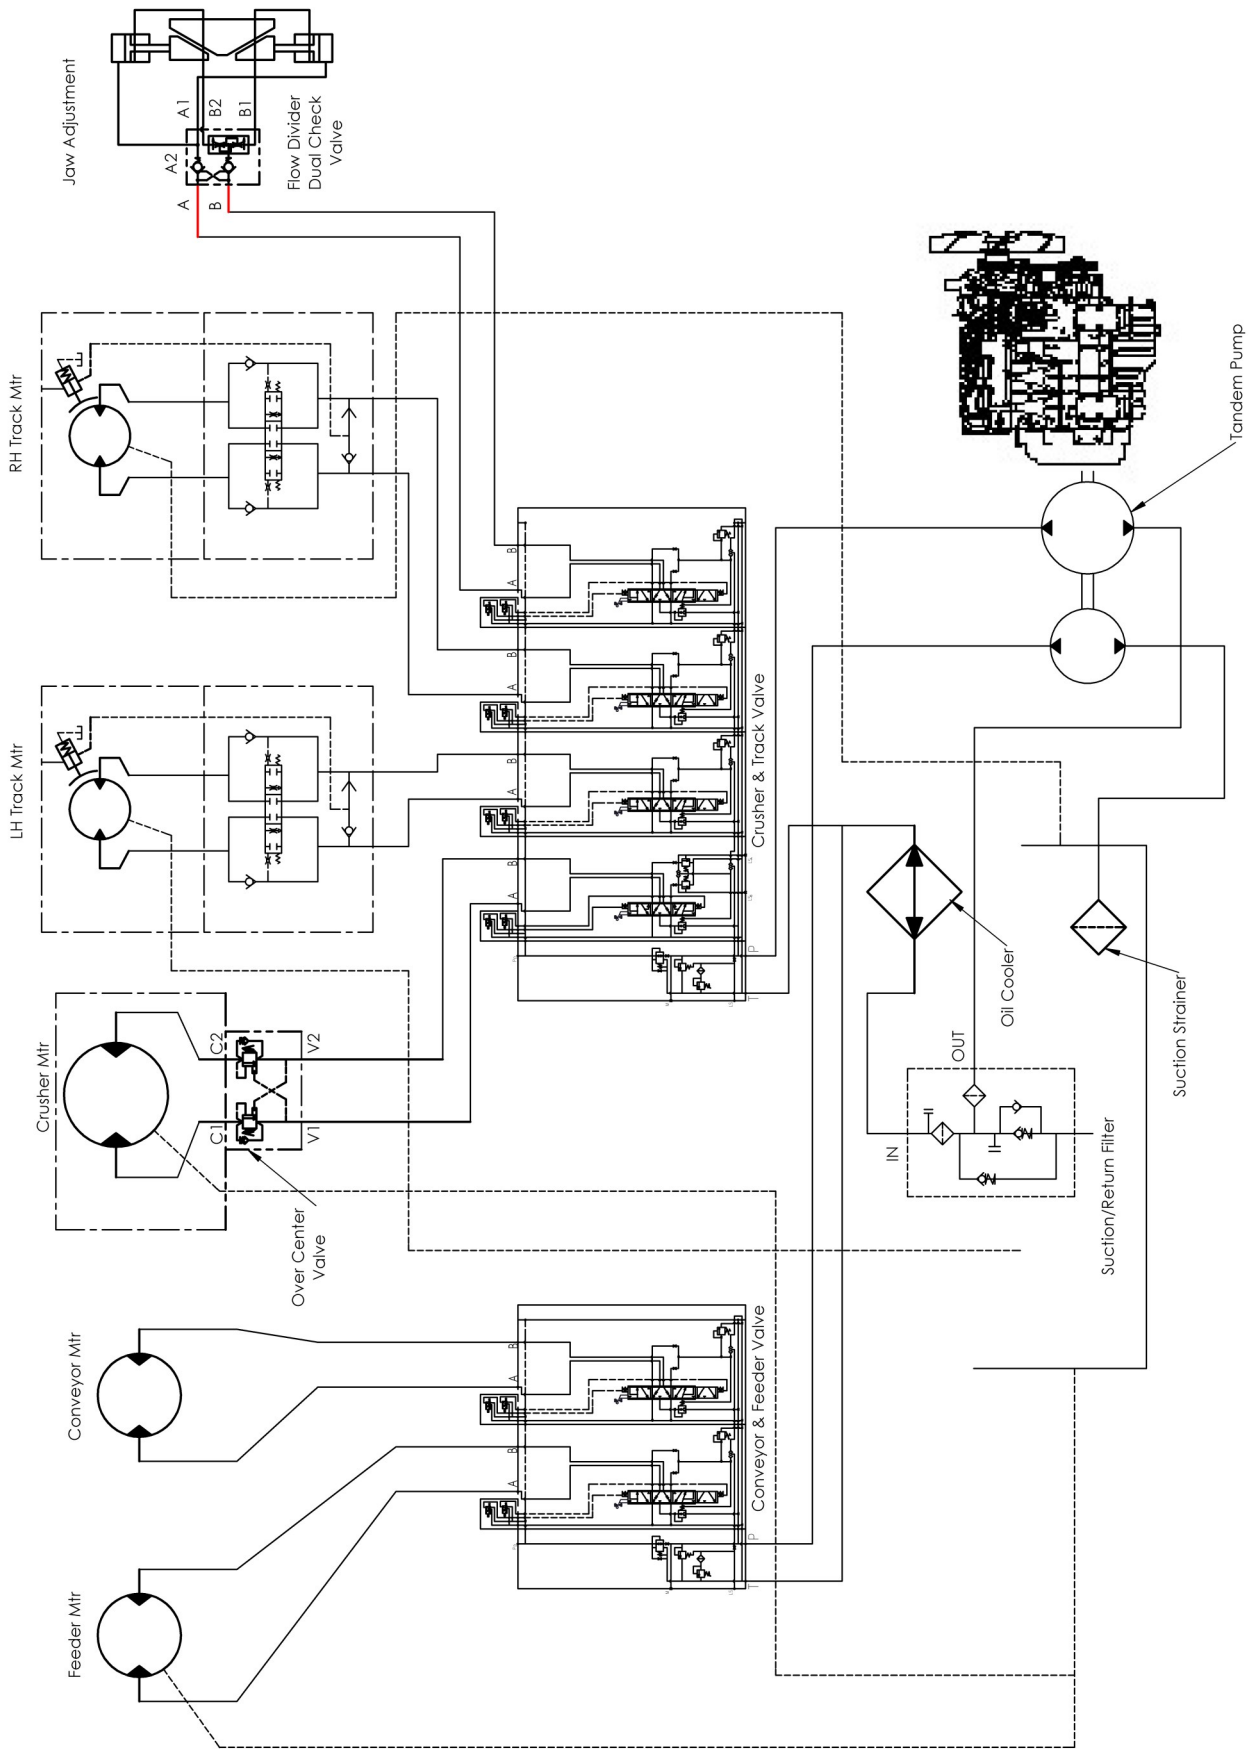 Feeder Mtr
Conveyor Mtr
Crusher Mtr
LH Track Mtr
RH Track Mtr
Jaw Adjustment
A2
A1
B2
B1
A
B
Flow Divider
Dual Check
Valve
C1
C2
V1
V2
Over Center
Valve
A
B
A
B
A
B
A
B
A
B
A
B
Conveyor & Feeder Valve
T
P
Crusher & Track Valve
T
P
IN
OUT
Oil Cooler
Suction/Return Filter
Suction Strainer
Tandem Pump